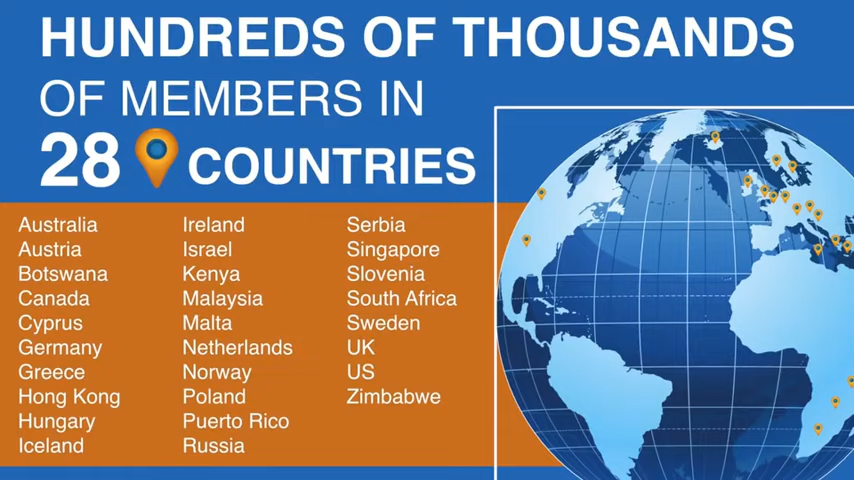 HUNDREDS OF THOUSANDS
OF MEMBERS IN
28 COUNTRIES
Australia
Austria
Botswana
Canada
Cyprus
Germany
Greece
Hong Kong
Hungary
Iceland
Ireland
Israel
Kenya
Malaysia
Malta
Netherlands
Norway
Poland
Puerto Rico
Russia
Serbia
Singapore
Slovenia
South Africa
Sweden
UK
US
Zimbabwe